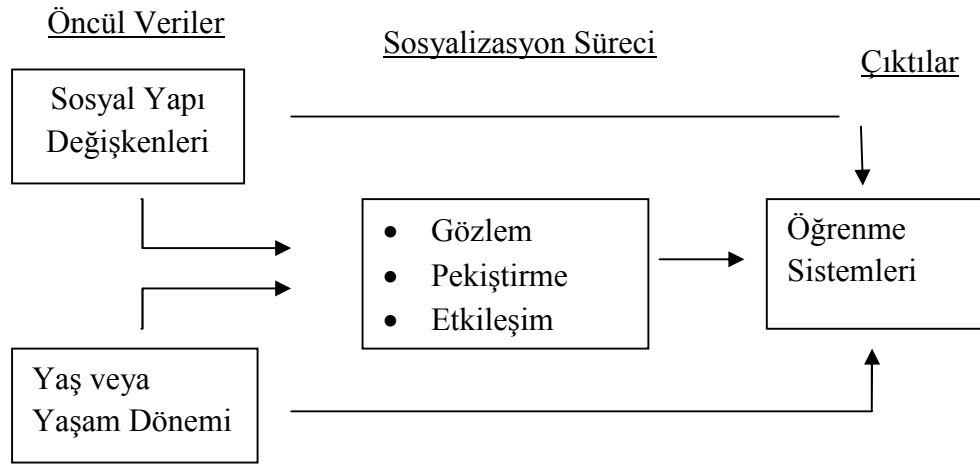 Öncül Veriler
Sosyalizasyon Süreci
Çıktılar
Sosyal Yapı
Değişkenleri
• Gözlem
• Pekiştirme
• Etkileşim
Öğrenme
Sistemleri
Yaş veya
Yaşam Dönemi